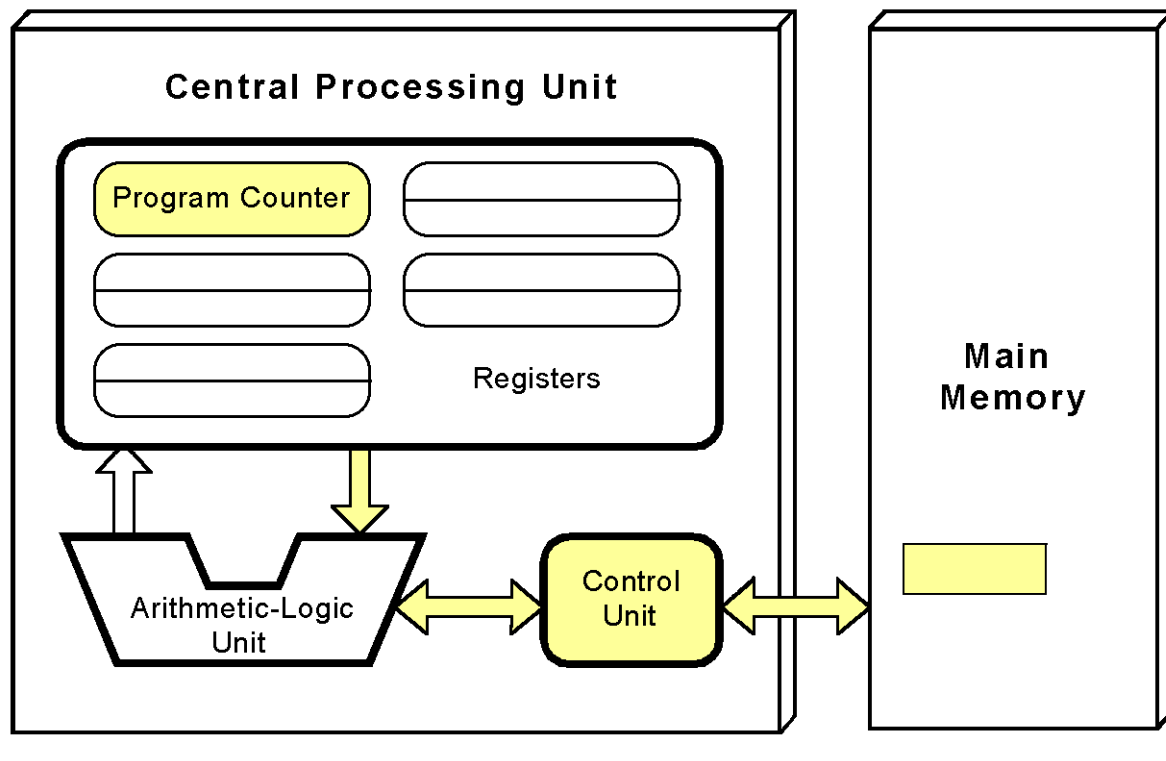 Central Processing Unit
Program Counter
Registers
Arithmetic-Logic
Unit
Control
Unit
Main
Memory